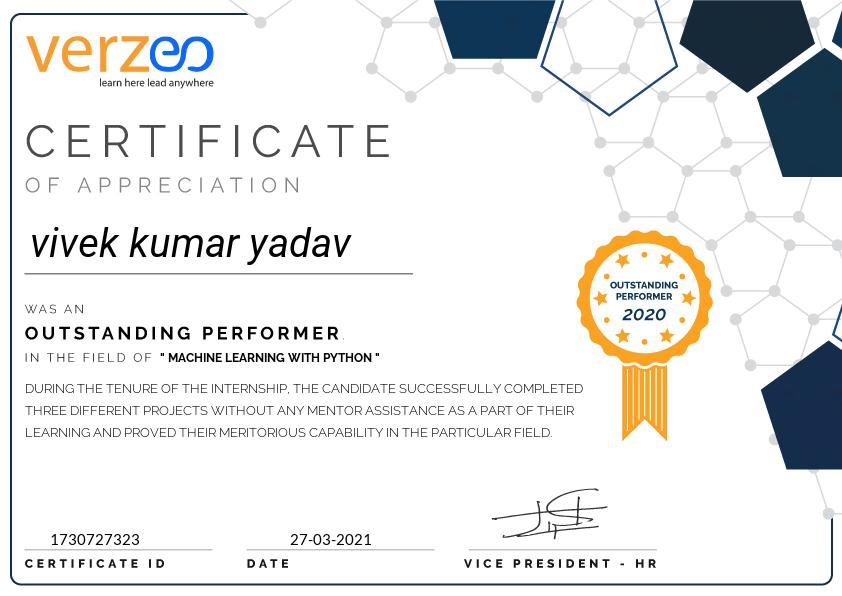 verzeo
learn here lead anywhere
CERTIFICATE
OF APPRECIATION
vivek kumar yadav
WAS AN
OUTSTANDING PERFORMER.
IN THE FIELD OF " MACHINE LEARNING WITH PYTHON "
DURING THE TENURE OF THE INTERNSHIP, THE CANDIDATE SUCCESSFULLY COMPLETED
THREE DIFFERENT PROJECTS WITHOUT ANY MENTOR ASSISTANCE AS A PART OF THEIR
LEARNING AND PROVED THEIR MERITORIOUS CAPABILITY IN THE PARTICULAR FIELD.
OUTSTANDING
PERFORMER
2020
1730727323
27-03-2021
CERTIFICATE ID
DATE
VICE PRESIDENT - HR